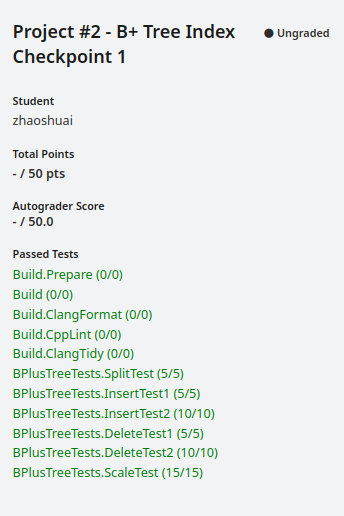 Project #2 - B+ Tree Index
Checkpoint 1
● Ungraded
Student
zhaoshuai
Total Points
- / 50 pts
Autograder Score
- / 50.0
Passed Tests
Build.Prepare (0/0)
Build (0/0)
Build.ClangFormat (0/0)
Build.CppLint (0/0)
Build.ClangTidy (0/0)
BPlusTreeTests.SplitTest (5/5)
BPlusTreeTests.InsertTest1 (5/5)
BPlusTreeTests.InsertTest2 (10/10)
BPlusTreeTests.DeleteTest1 (5/5)
BPlusTreeTests.DeleteTest2 (10/10)
BPlusTreeTests.ScaleTest (15/15)